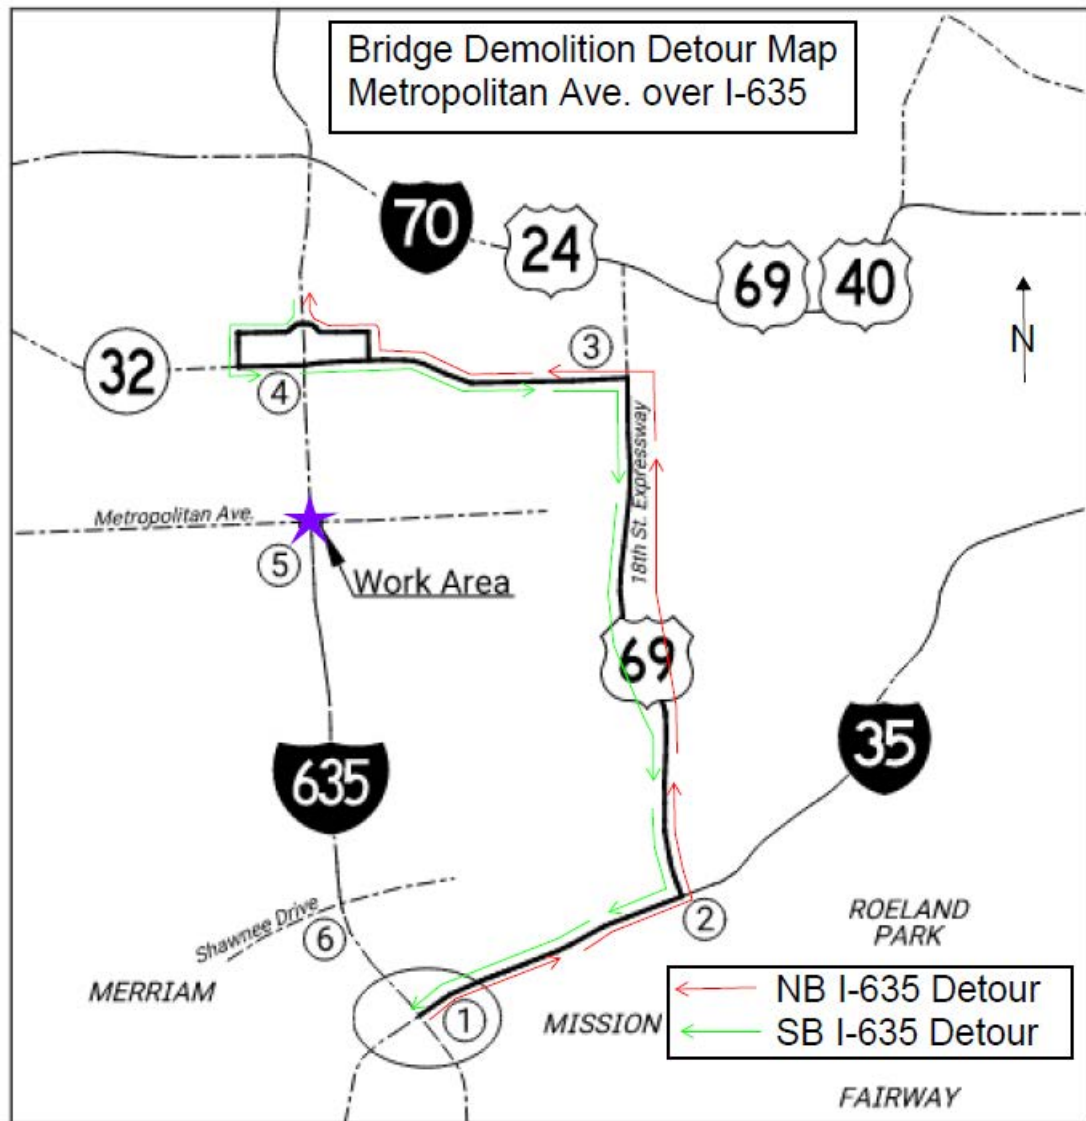 Bridge Demolition Detour Map
Metropolitan Ave. over I-635
70
24
69
40
N
32
3
4
18th St. Expressway
Metropolitan Ave.
5
Work Area
69
35
635
Shawnee Drive
6
2
ROELAND
PARK
MERRIAM
1
MISSION
NB I-635 Detour
SB I-635 Detour
FAIRWAY